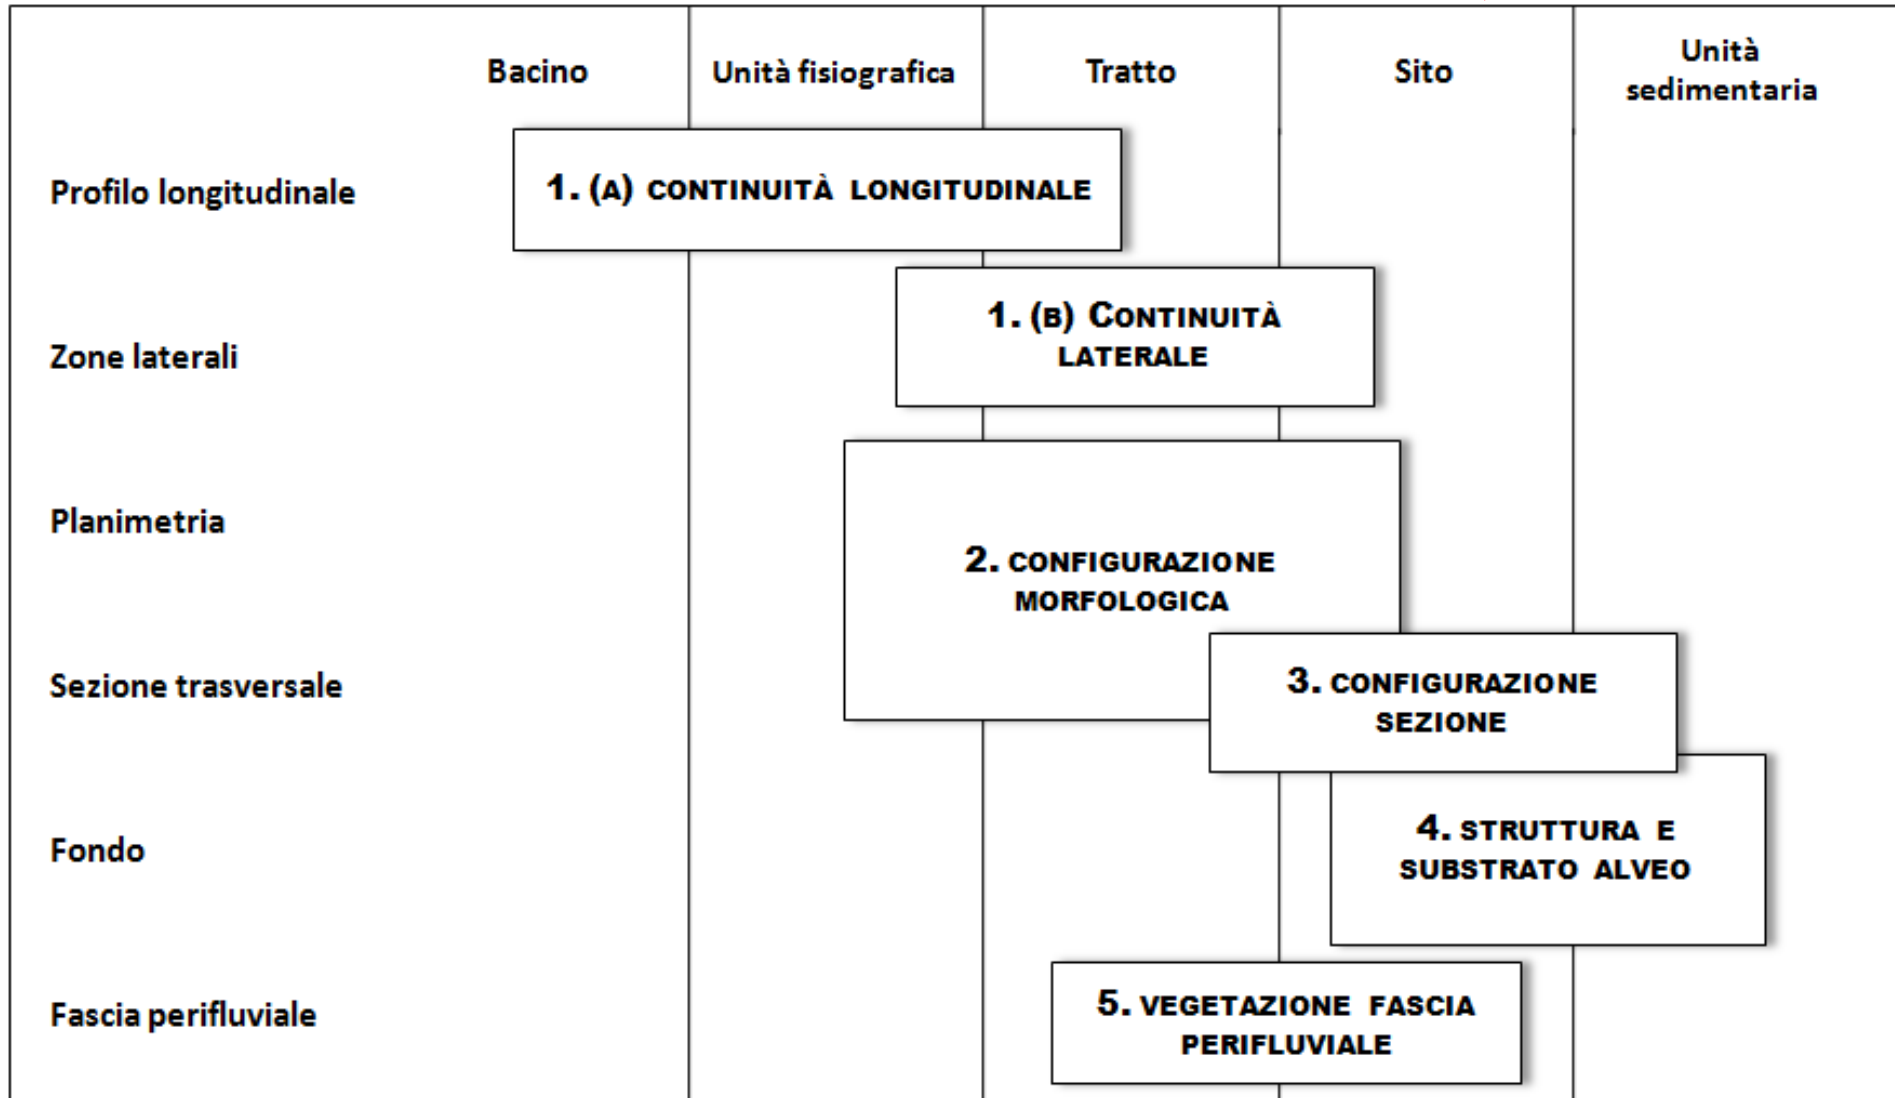 Bacino
Unità fisiografica
Tratto
Sito
Unità
sedimentaria
Profilo longitudinale
1. (A) CONTINUITÀ LONGITUDINALE
Zone laterali
1. (B) CONTINUITÀ
LATERALE
Planimetria
2. CONFIGURAZIONE
MORFOLOGICA
Sezione trasversale
3. CONFIGURAZIONE
SEZIONE
Fondo
4. STRUTTURA E
SUBSTRATO ALVEO
Fascia perifluviale
5. VEGETAZIONE FASCIA
PERIFLUVIALE